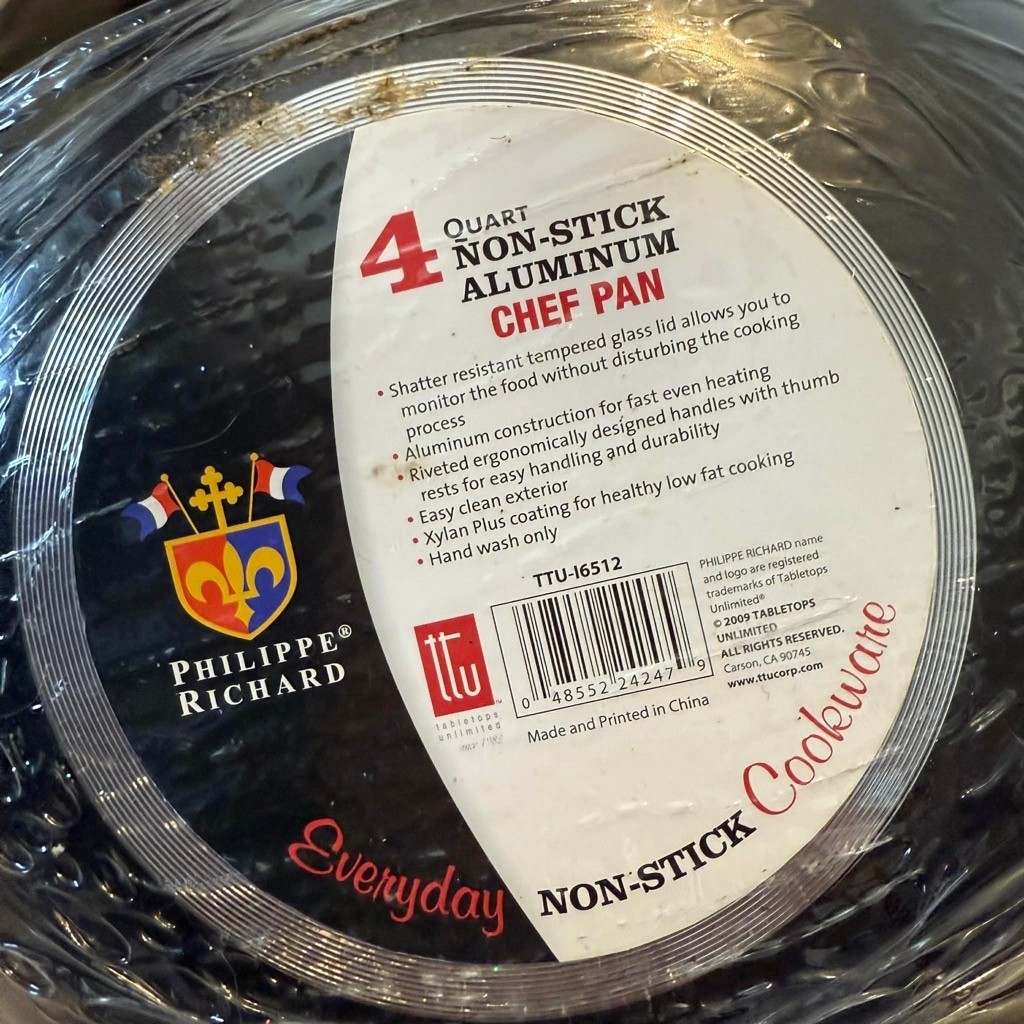 4 QUART
NON-STICK
ALUMINUM
CHEF PAN
• Shatter resistant tempered glass lid allows you to
monitor the food without disturbing the cooking
process
• Aluminum construction for fast even heating
• Riveted ergonomically designed handles with thumb
rests for easy handling and durability
• Easy clean exterior
• Xylan Plus coating for healthy low fat cooking
• Hand wash only
PHILIPPE®
RICHARD
TTU-I6512
0 48552 24247 9
ttu™
tabletops
unlimited
Made and Printed in China
PHILIPPE RICHARD name
and logo are registered
trademarks of Tabletops
Unlimited®
© 2009 TABLETOPS
UNLIMITED
ALL RIGHTS RESERVED.
Carson, CA 90745
www.ttucorp.com
Everyday NON-STICK Cookware